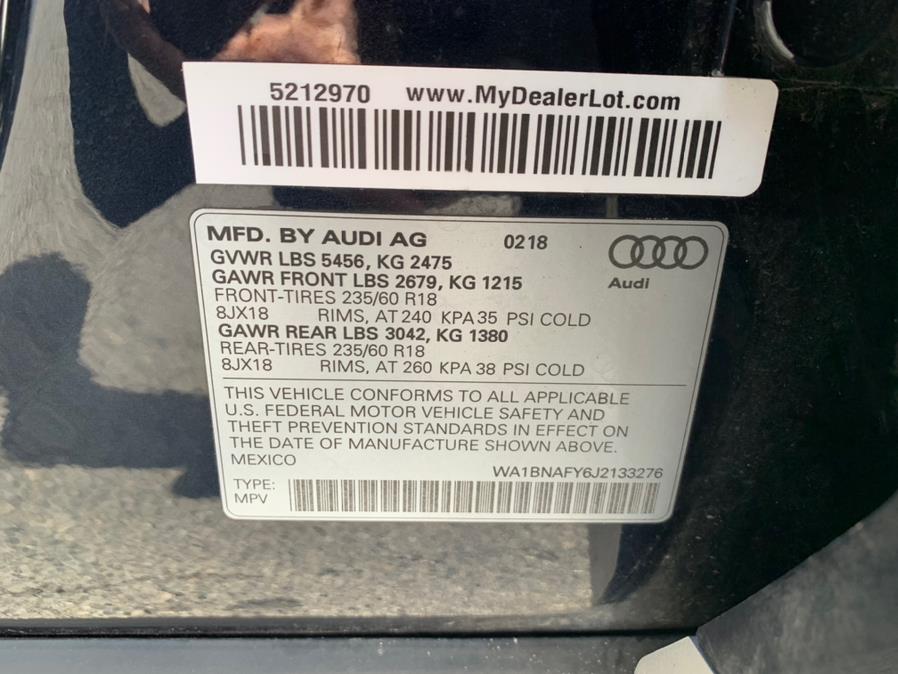 5212970 www.MyDealerLot.com
MFD. BY AUDI AG 0218
GVWR LBS 5456, KG 2475
GAWR FRONT LBS 2679, KG 1215
Audi
FRONT-TIRES 235/60 R18
8JX18 RIMS, AT 240 KPA 35 PSI COLD
GAWR REAR LBS 3042, KG 1380
REAR-TIRES 235/60 R18
8JX18 RIMS, AT 260 KPA 38 PSI COLD
THIS VEHICLE CONFORMS TO ALL APPLICABLE
U.S. FEDERAL MOTOR VEHICLE SAFETY AND
THEFT PREVENTION STANDARDS IN EFFECT ON
THE DATE OF MANUFACTURE SHOWN ABOVE.
MEXICO WA1BNAFY6J2133276
TYPE:
MPV